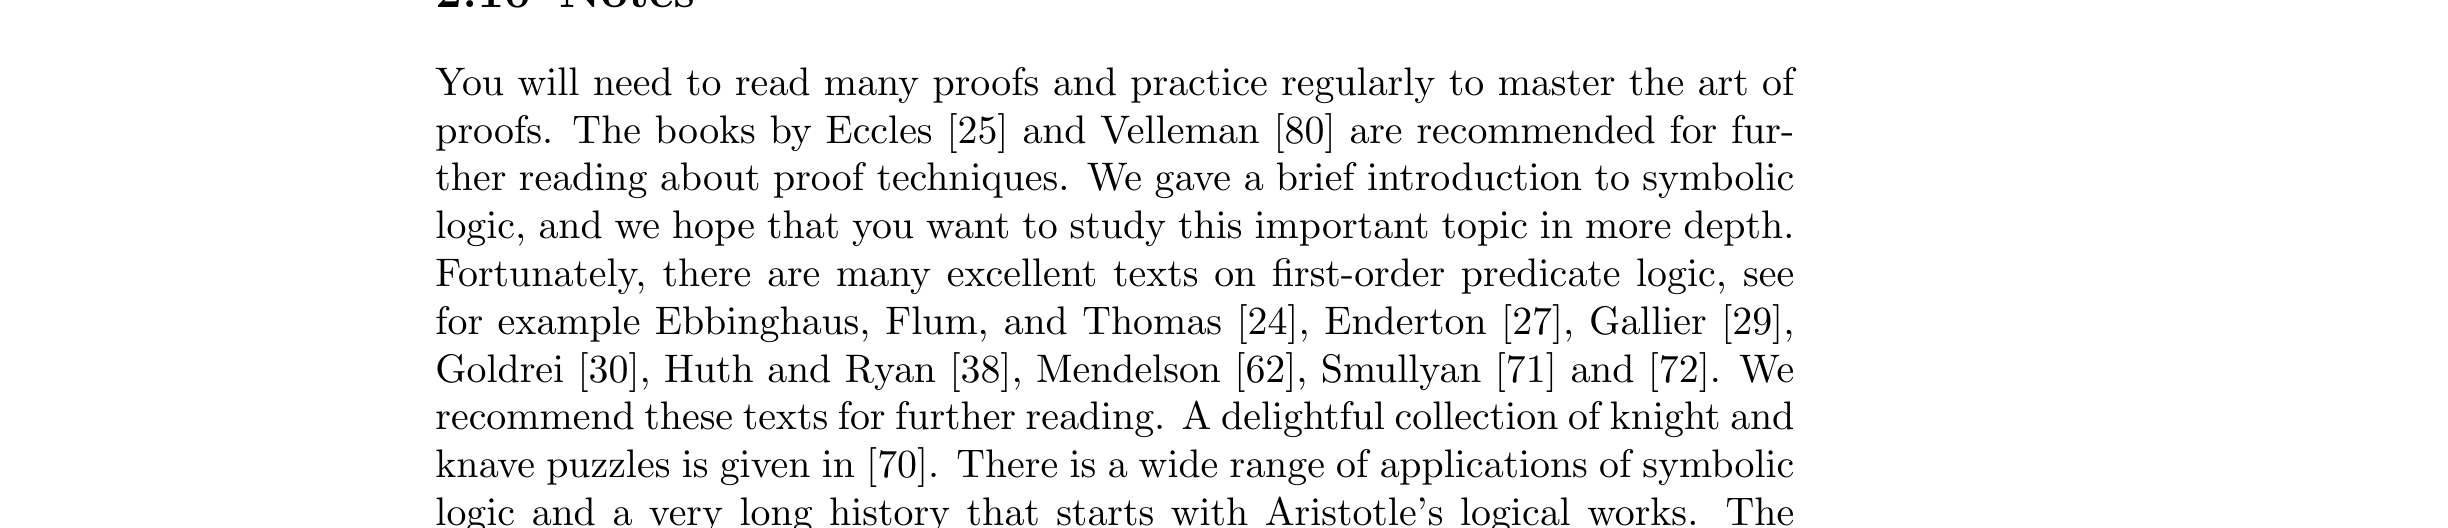 2.10 Notes
You will need to read many proofs and practice regularly to master the art of
proofs. The books by Eccles [25] and Velleman [80] are recommended for fur-
ther reading about proof techniques. We gave a brief introduction to symbolic
logic, and we hope that you want to study this important topic in more depth.
Fortunately, there are many excellent texts on first-order predicate logic, see
for example Ebbinghaus, Flum, and Thomas [24], Enderton [27], Gallier [29],
Goldrei [30], Huth and Ryan [38], Mendelson [62], Smullyan [71] and [72]. We
recommend these texts for further reading. A delightful collection of knight and
knave puzzles is given in [70]. There is a wide range of applications of symbolic
logic and a very long history that starts with Aristotle's logical works. The